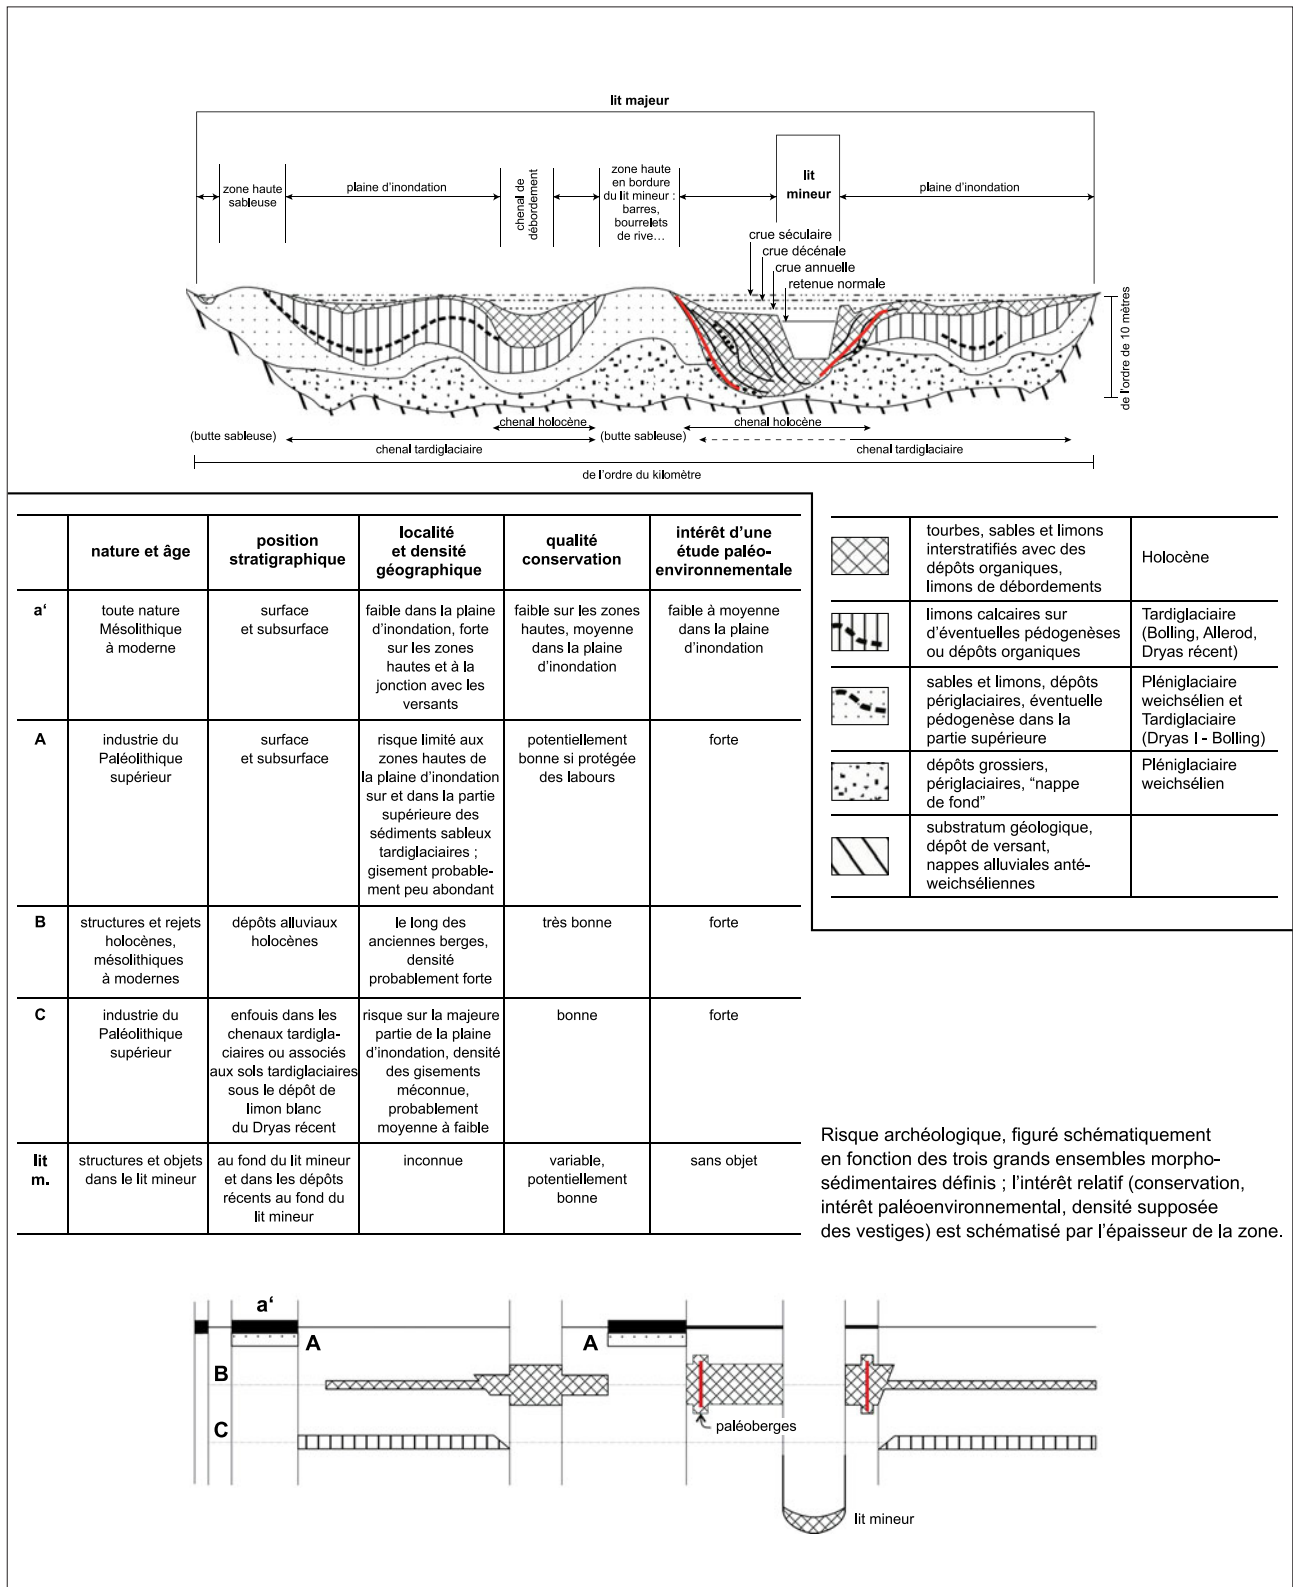 lit majeur
zone haute
sableuse
plaine d'inondation
chenal de
débordement
zone haute
en bordure
du lit mineur :
barres,
bourrelets
de rive...
lit
mineur
plaine d'inondation
crue séculaire
crue décénale
crue annuelle
retenue normale
de l'ordre de 10 mètres
(butte sableuse)
chenal holocène
(butte sableuse)
chenal holocène
chenal tardiglaciaire
chenal tardiglaciaire
de l'ordre du kilomètre
nature et âge
position
stratigraphique
localité
et densité
géographique
qualité
conservation
intérêt d'une
étude paléo-
environnementale
a'
toute nature
Mésolithique
à moderne
surface
et subsurface
faible dans la plaine
d'inondation, forte
sur les zones
hautes et à la
jonction avec les
versants
faible sur les zones
hautes, moyenne
dans la plaine
d'inondation
faible à moyenne
dans la plaine
d'inondation
A
industrie du
Paléolithique
supérieur
surface
et subsurface
risque limité aux
zones hautes de
la plaine d'inondation
sur et dans la partie
supérieure des
sédiments sableux
tardiglaciaires ;
gisement probable-
ment peu abondant
potentiellement
bonne si protégée
des labours
forte
B
structures et rejets
holocènes,
mésolithiques
à modernes
dépôts alluviaux
holocènes
le long des
anciennes berges,
densité
probablement forte
très bonne
forte
C
industrie du
Paléolithique
supérieur
enfouis dans les
chenaux tardigla-
ciaires ou associés
aux sols tardiglaciaires
sous le dépôt de
limon blanc
du Dryas récent
risque sur la majeure
partie de la plaine
d'inondation, densité
des gisements
méconnue,
probablement
moyenne à faible
bonne
forte
lit
m.
structures et objets
dans le lit mineur
au fond du lit mineur
et dans les dépôts
récents au fond du
lit mineur
inconnue
variable,
potentiellement
bonne
sans objet
tourbes, sables et limons
interstratifiés avec des
dépôts organiques,
limons de débordements
Holocène
limons calcaires sur
d'éventuelles pédogenèses
ou dépôts organiques
Tardiglaciaire
(Bolling, Allerod,
Dryas récent)
sables et limons, dépôts
périglaciaires, éventuelle
pédogenèse dans la
partie supérieure
Pléniglaciaire
weichsélien et
Tardiglaciaire
(Dryas I - Bolling)
dépôts grossiers,
périglaciaires, "nappe
de fond"
Pléniglaciaire
weichsélien
substratum géologique,
dépôt de versant,
nappes alluviales anté-
weichséliennes
Risque archéologique, figuré schématiquement
en fonction des trois grands ensembles morpho-
sédimentaires définis ; l'intérêt relatif (conservation,
intérêt paléoenvironnemental, densité supposée
des vestiges) est schématisé par l'épaisseur de la zone.
a'
A
A
B
C
paléoberges
lit mineur